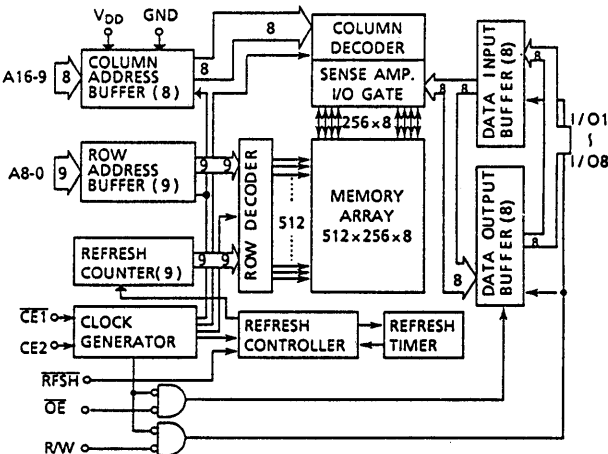 VDD GND
A16-9
8
COLUMN
ADDRESS
BUFFER (8)
8
8
COLUMN
DECODER
SENSE AMP.
I/O GATE
8
8
DATA INPUT
BUFFER (8)
8
I/O1
~
I/O8
256×8
A8-0
9
ROW
ADDRESS
BUFFER (9)
9 9
ROW DECODER
512
MEMORY
ARRAY
512×256×8
8
DATA OUTPUT
BUFFER (8)
8
REFRESH
COUNTER(9)
9 9
CE1
CE2
CLOCK
GENERATOR
REFRESH
CONTROLLER
REFRESH
TIMER
RFSH
OE
R/W